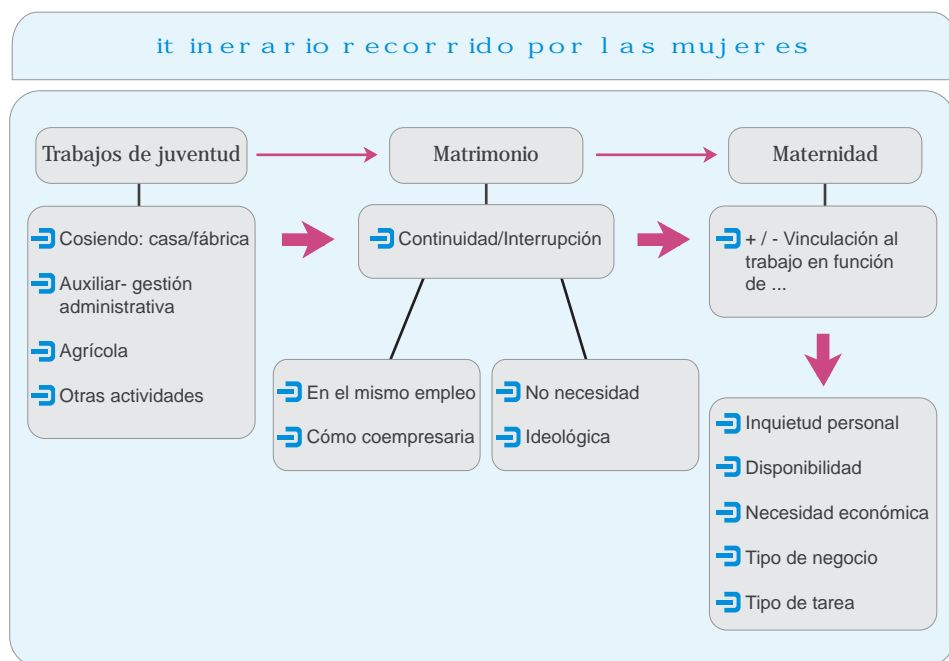 itinerario recorrido por las mujeres
Trabajos de juventud
Matrimonio
Maternidad
Cosiendo: casa/fábrica
Auxiliar- gestión
administrativa
Agrícola
Otras actividades
Continuidad/Interrupción
+ / - Vinculación al
trabajo en función
de ...
En el mismo empleo
Cómo coempresaria
No necesidad
Ideológica
Inquietud personal
Disponibilidad
Necesidad económica
Tipo de negocio
Tipo de tarea